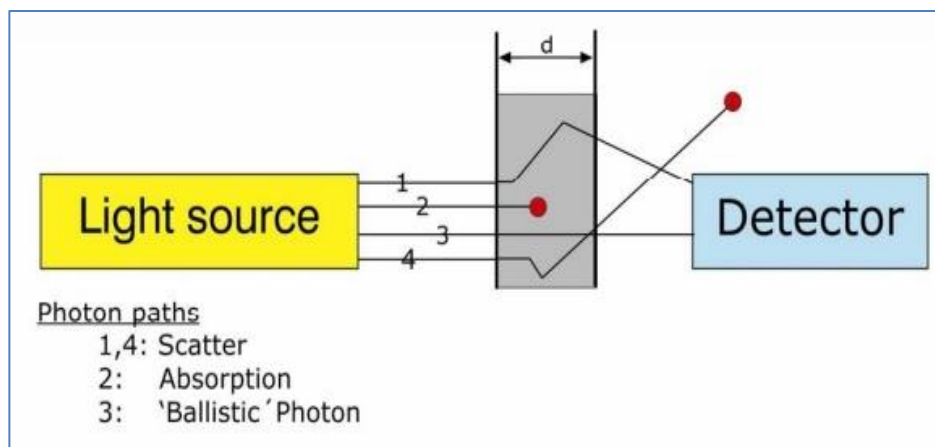 d
1
2
3
4
Light source
Detector
Photon paths
1,4: Scatter
2: Absorption
3: ‘Ballistic´Photon